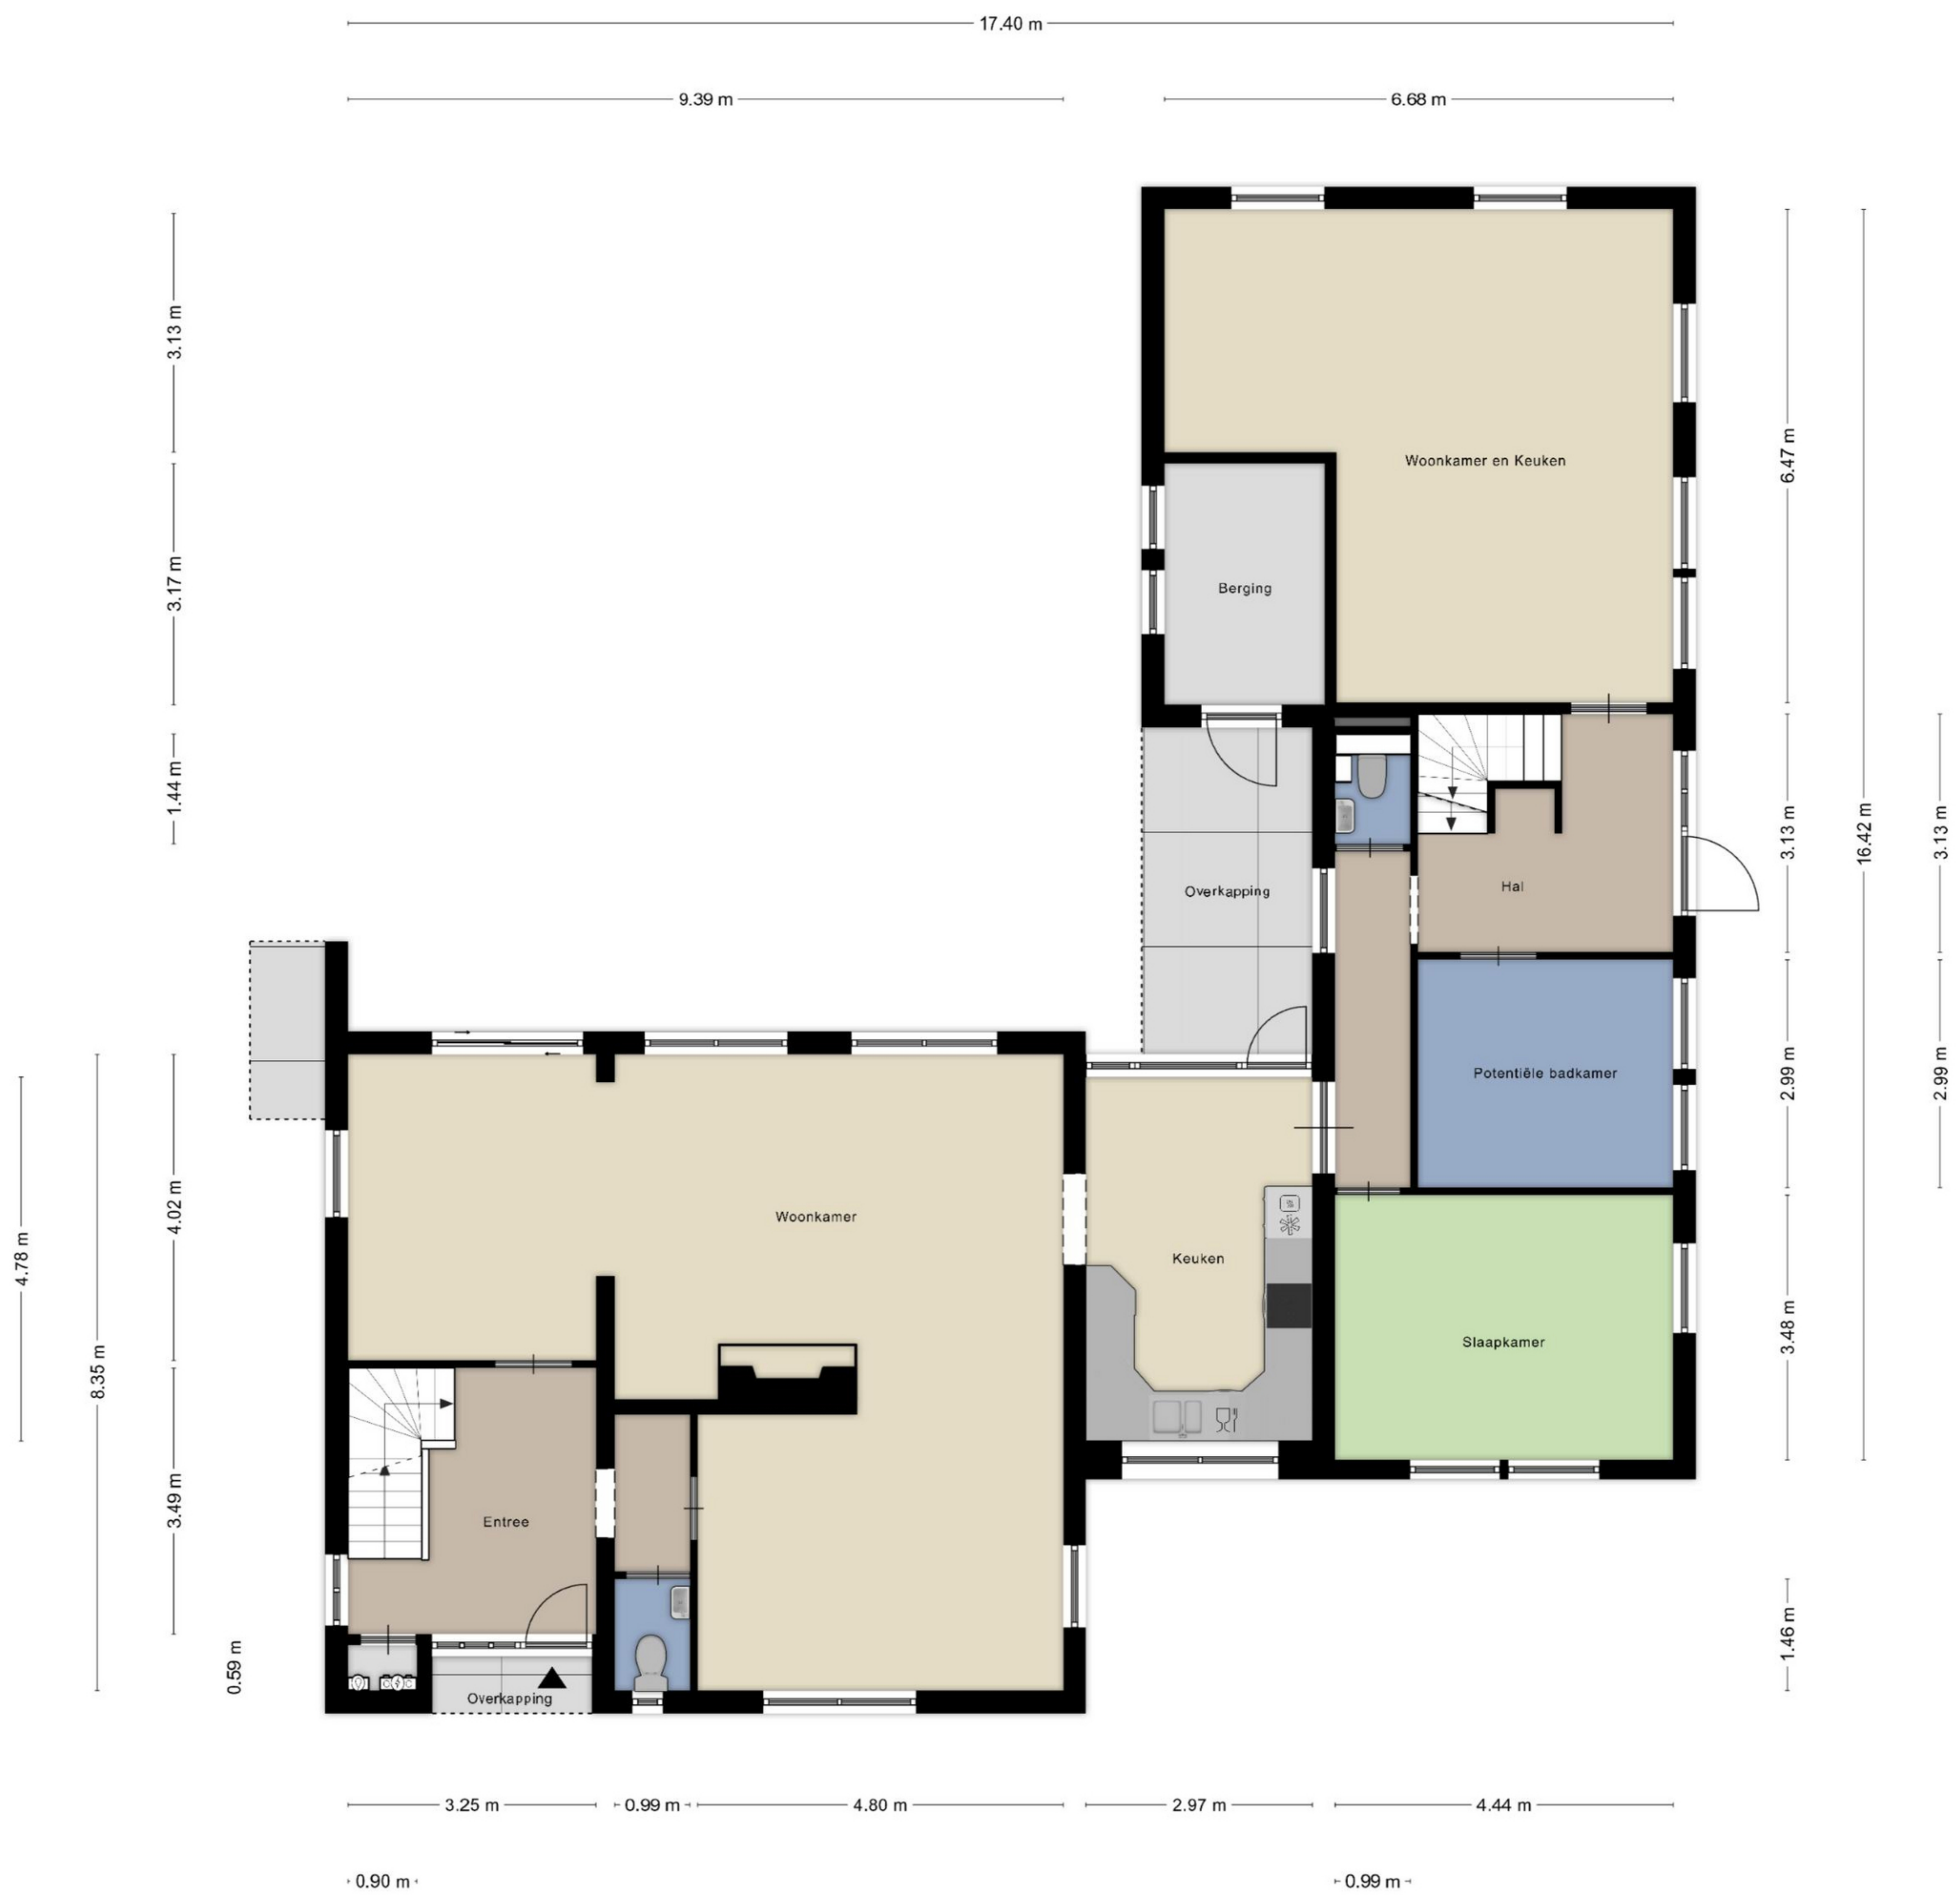 17.40 m
9.39 m
6.68 m
3.13 m
3.17 m
1.44 m
4.02 m
3.49 m
8.35 m
4.78 m
0.59 m
Woonkamer en Keuken
Berging
Overkapping
Hal
Potentiële badkamer
Woonkamer
Keuken
Slaapkamer
Entree
Overkapping
6.47 m
3.13 m
2.99 m
3.48 m
1.46 m
16.42 m
3.13 m
2.99 m
3.25 m
0.99 m
4.80 m
2.97 m
4.44 m
0.90 m
0.99 m